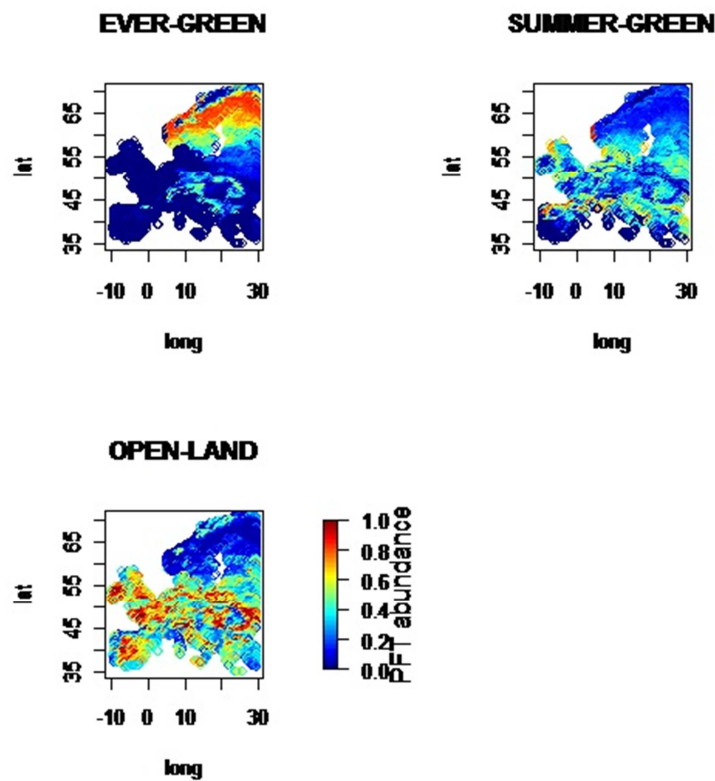 EVER-GREEN
lat
35 45 55 65
-10 0 10 30
long
SUMMER-GREEN
lat
35 45 55 65
-10 0 10 30
long
OPEN-LAND
lat
35 45 55 65
-10 0 10 30
long
1.0
0.8
0.6
0.4
0.2
0.0
PFT abundance